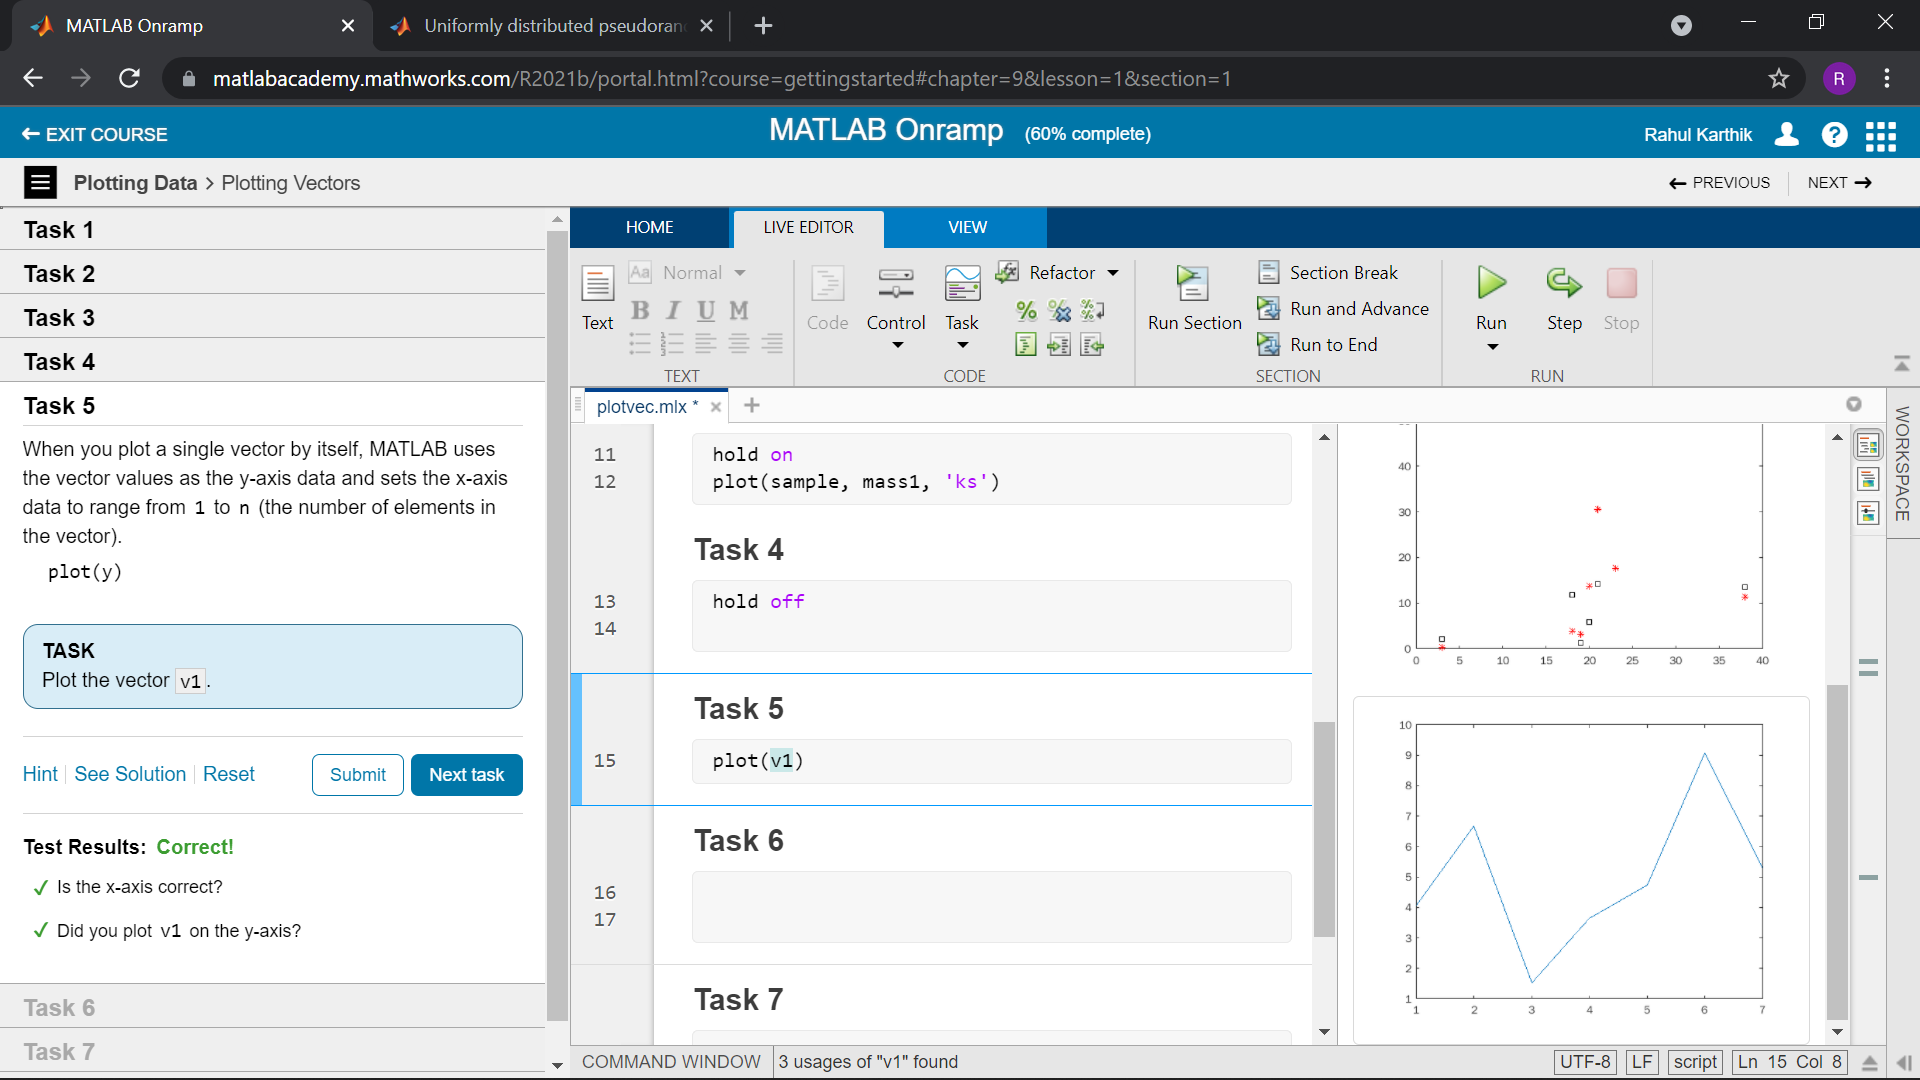 MATLAB Onramp
Uniformly distributed pseudoran
matlabacademy.mathworks.com/R2021b/portal.html?course=gettingstarted#chapter=9&lesson=1&section=1
R
EXIT COURSE
MATLAB Onramp (60% complete)
Rahul Karthik
?
Plotting Data > Plotting Vectors
PREVIOUS
NEXT
Task 1
Task 2
Task 3
Task 4
Task 5
When you plot a single vector by itself, MATLAB uses
the vector values as the y-axis data and sets the x-axis
data to range from 1 to n (the number of elements in
the vector).
plot(y)
TASK
Plot the vector v1 .
Hint See Solution Reset
Submit
Next task
Test Results: Correct!
✓ Is the x-axis correct?
✓ Did you plot v1 on the y-axis?
Task 6
Task 7
HOME
LIVE EDITOR
VIEW
Text
Aa Normal
B I U M
TEXT
Code
Control
Task
Refactor
CODE
Run Section
Section Break
Run and Advance
Run to End
SECTION
Run
Step
Stop
RUN
plotvec.mlx *
WORKSPACE
11 hold on
12 plot(sample, mass1, 'ks')
Task 4
13 hold off
14
Task 5
15 plot(v1)
Task 6
16
17
Task 7
40
30
20
10
0
0 5 10 15 20 25 30 35 40
10
9
8
7
6
5
4
3
2
1
1 2 3 4 5 6 7
COMMAND WINDOW
3 usages of "v1" found
UTF-8
LF
script
Ln 15 Col 8